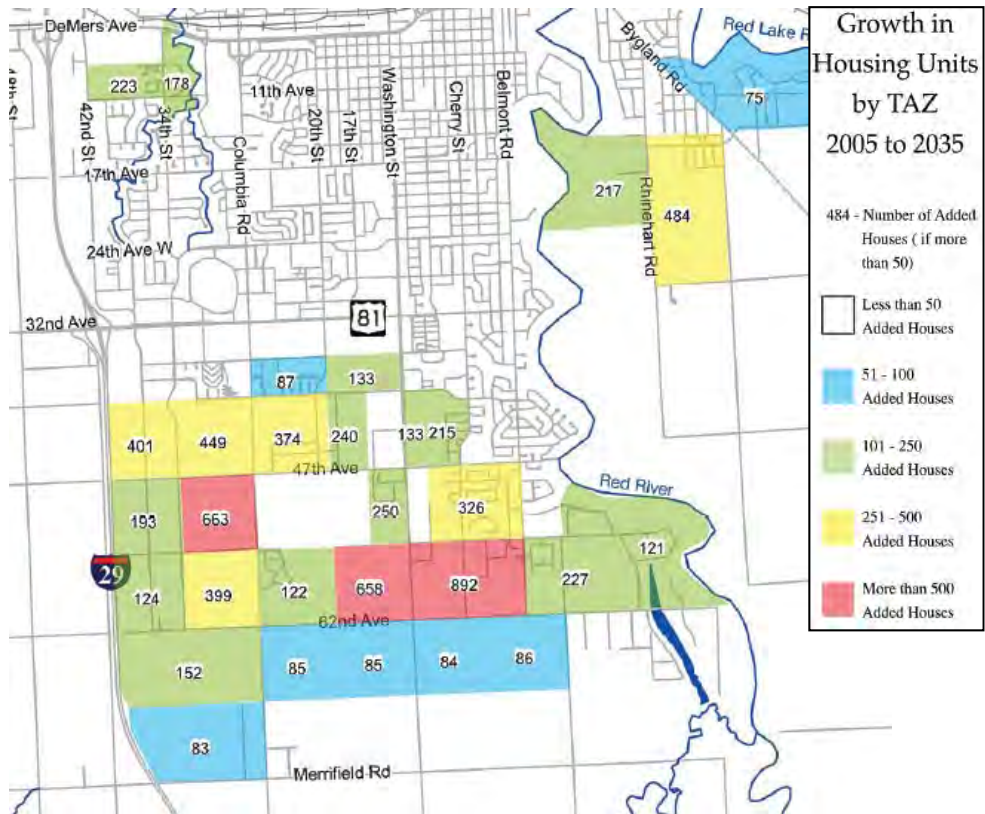 DeMers Ave
Red Lake R
Bygland Rd
75
223
178
11th Ave
48th St
42nd St
34th St
Columbia Rd
20th St
17th St
Washington St
Cherry St
Belmont Rd
17th Ave
217
Rhinehart Rd
484
24th Ave W
32nd Ave
81
87
133
401
449
374
240
133
215
47th Ave
Red River
193
663
250
326
121
29
124
399
122
658
892
227
62nd Ave
152
85
85
84
86
83
Merrifield Rd
Growth in
Housing Units
by TAZ
2005 to 2035
484 - Number of Added
Houses ( if more
than 50)
Less than 50
Added Houses
51 - 100
Added Houses
101 - 250
Added Houses
251 - 500
Added Houses
More than 500
Added Houses